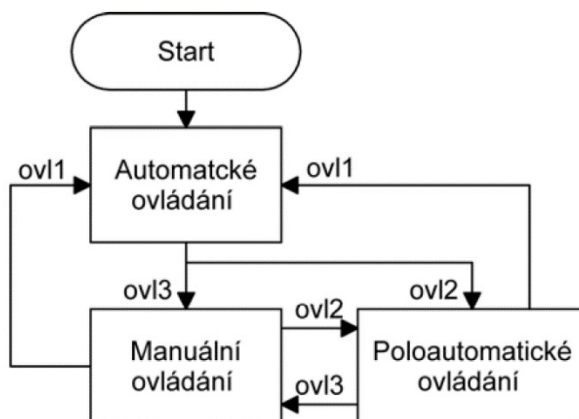 Start
ovl1
Automatcké
ovládání
ovl1
ovl3
ovl2
Manuální
ovládání
ovl2
ovl3
Poloautomatické
ovládání